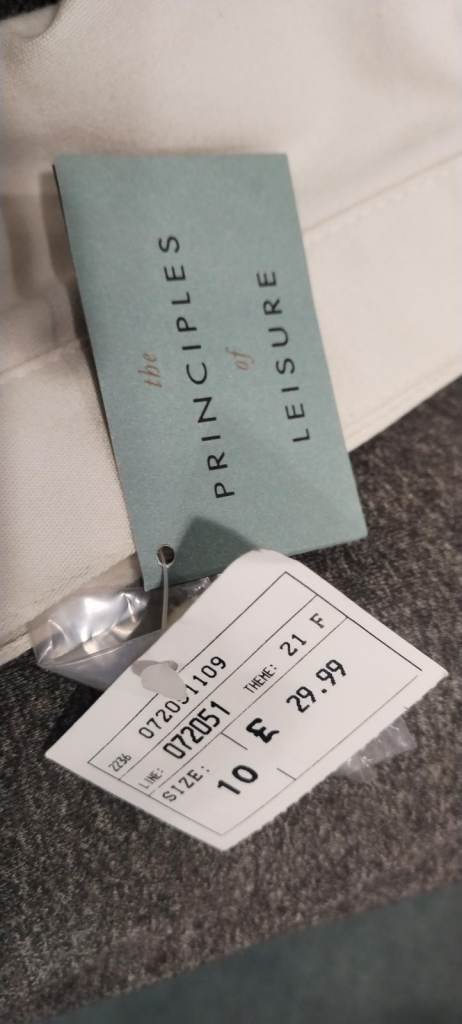 the
PRINCIPLES
of
LEISURE
2236
LINE: 072051 THEME: 21 F
SIZE: £ 29.99
10